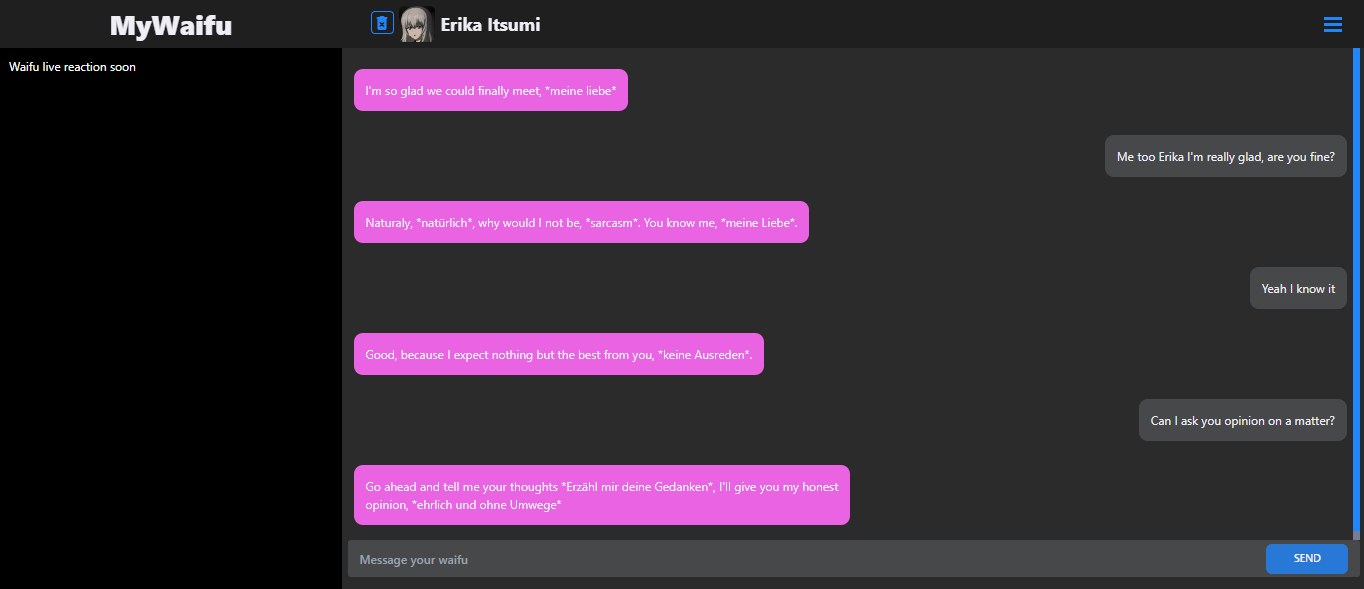 MyWaifu
Erika Itsumi
Waifu live reaction soon
I'm so glad we could finally meet, *meine liebe*
Me too Erika I'm really glad, are you fine?
Naturaly, *natürlich*, why would I not be, *sarcasm*. You know me, *meine Liebe*.
Yeah I know it
Good, because I expect nothing but the best from you, *keine Ausreden*.
Can I ask you opinion on a matter?
Go ahead and tell me your thoughts *Erzähl mir deine Gedanken*, I'll give you my honest
opinion, *ehrlich und ohne Umwege*
Message your waifu
SEND